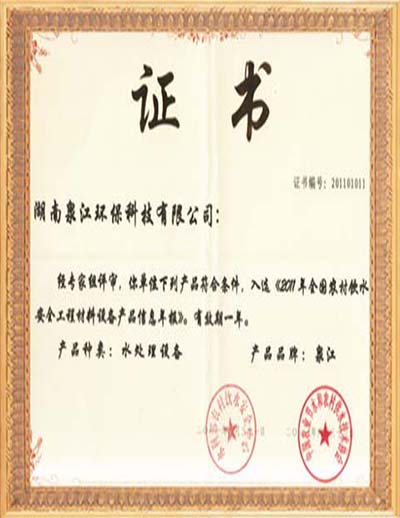 证书
证书编号：201101011
湖南泉江环保科技有限公司：
经专家组评审，你单位下列产品符合条件，入选《2011年全国农村饮水
安全工程材料设备产品信息年报》。有效期一年。
产品种类：水处理设备 产品品牌：泉江